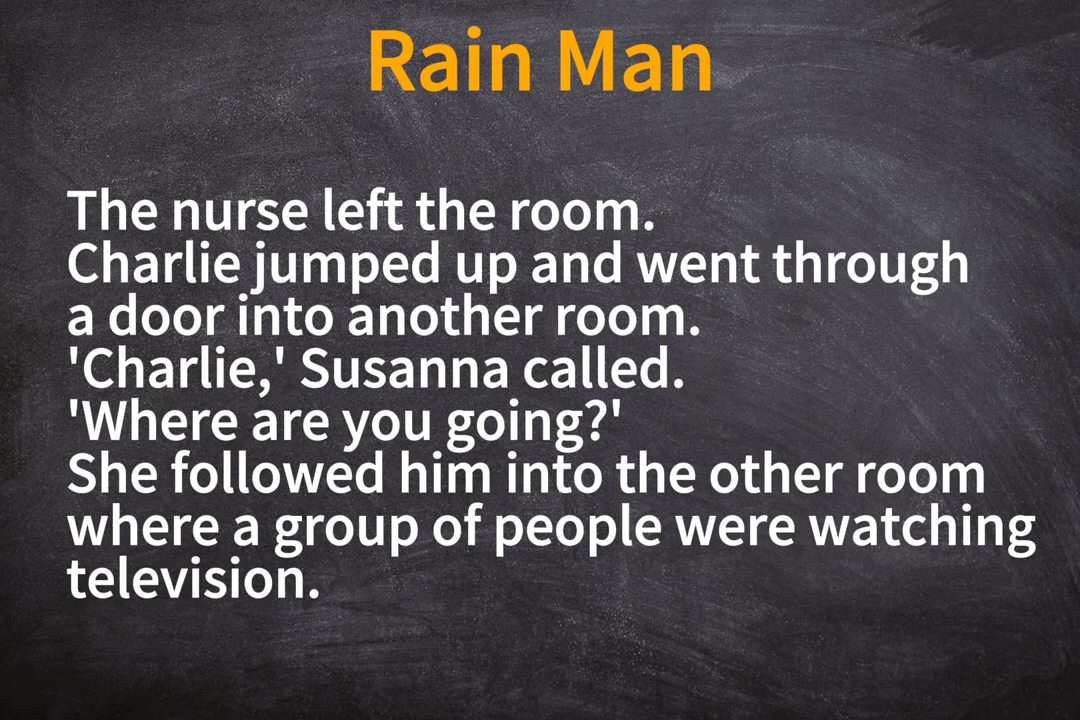 Rain Man
The nurse left the room.
Charlie jumped up and went through
a door into another room.
'Charlie,' Susanna called.
'Where are you going?'
She followed him into the other room
where a group of people were watching
television.